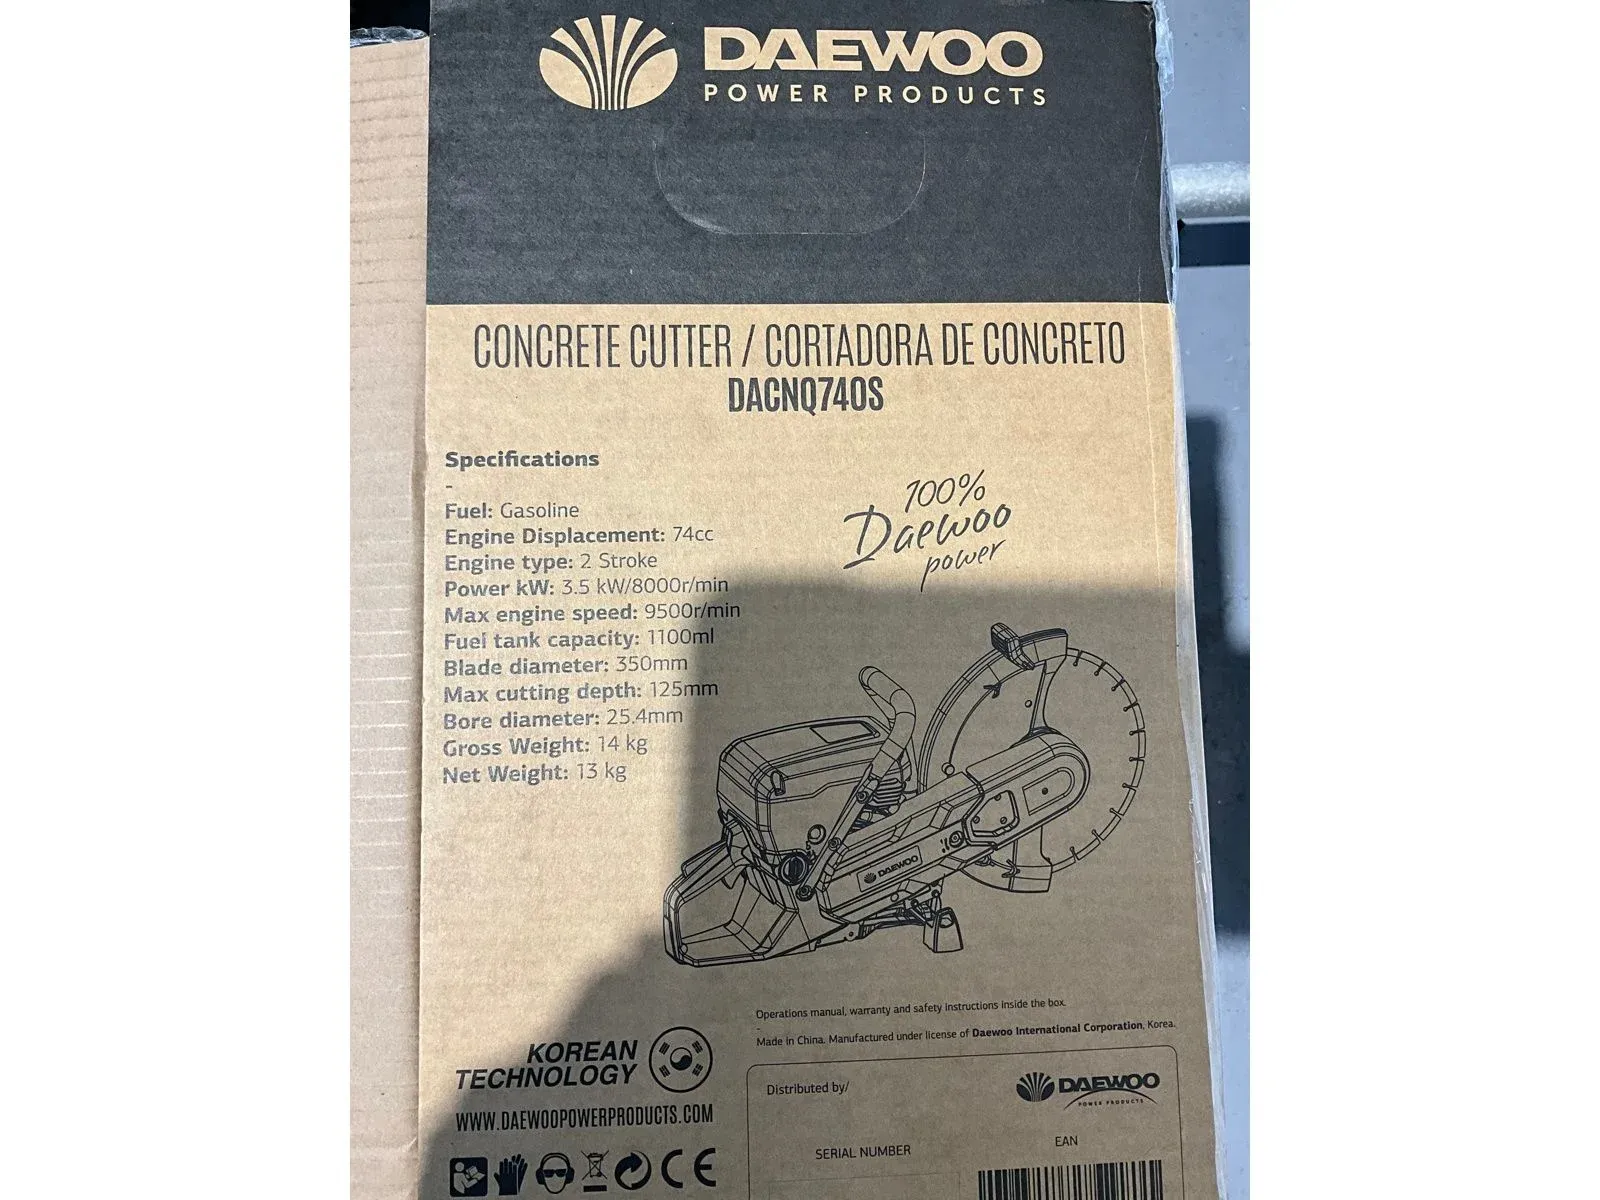 DAEWOO
POWER PRODUCTS
CONCRETE CUTTER / CORTADORA DE CONCRETO
DACNQ740S
Specifications
-
Fuel: Gasoline
Engine Displacement: 74cc
Engine type: 2 Stroke
Power kW: 3.5 kW/8000r/min
Max engine speed: 9500r/min
Fuel tank capacity: 1100ml
Blade diameter: 350mm
Max cutting depth: 125mm
Bore diameter: 25.4mm
Gross Weight: 14 kg
Net Weight: 13 kg
100%
Daewoo
power
DAEWOO
Operations manual, warranty and safety instructions inside the box.
-
Made in China. Manufactured under license of Daewoo International Corporation, Korea.
KOREAN
TECHNOLOGY
WWW.DAEWOOPOWERPRODUCTS.COM
CE
Distributed by/
DAEWOO
POWER PRODUCTS
SERIAL NUMBER
EAN